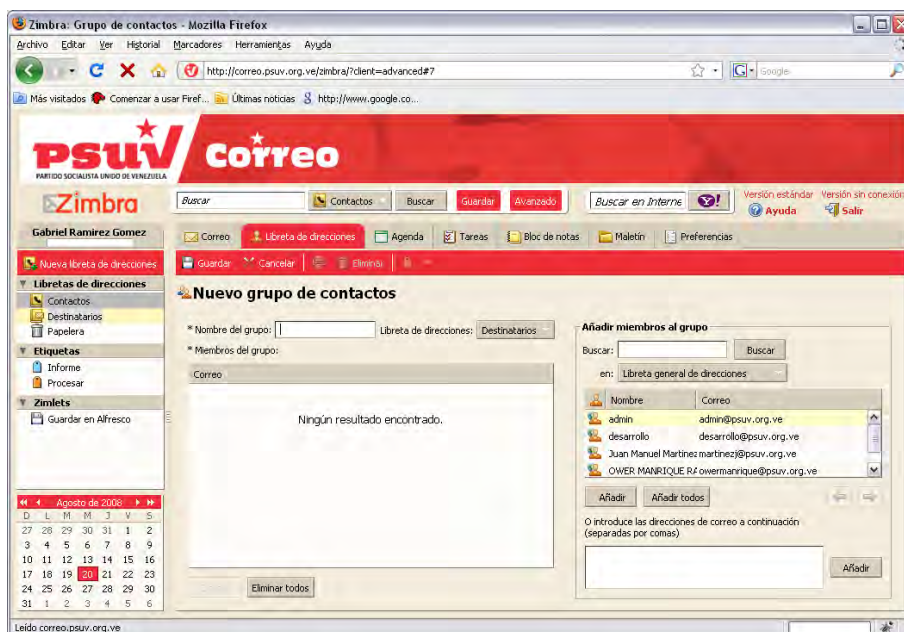 Zimbra: Grupo de contactos - Mozilla Firefox
Archivo Editar Ver Historial Marcadores Herramientas Ayuda
http://correo.psuv.org.ve/zimbra/?client=advanced#7
Google
Más visitados Comenzar a usar Firef... Últimas noticias http://www.google.co...
psuv Correo
PARTIDO SOCIALISTA UNIDO DE VENEZUELA
Zimbra
Buscar Contactos Buscar Guardar Avanzado Buscar en Interne Y! Versión estándar Versión sin conexión
Ayuda Salir
Gabriel Ramirez Gomez
Correo Libreta de direcciones Agenda Tareas Bloc de notas Maletín Preferencias
Nueva libreta de direcciones
Guardar Cancelar Eliminar
Libretas de direcciones
Contactos
Destinatarios
Papelera
Etiquetas
Informe
Procesar
Zimlets
Guardar en Alfresco
Nuevo grupo de contactos
* Nombre del grupo: Libreta de direcciones: Destinatarios
* Miembros del grupo:
Correo
Ningún resultado encontrado.
Eliminar todos
Añadir miembros al grupo
Buscar: Buscar
en: Libreta general de direcciones
Nombre Correo
admin admin@psuv.org.ve
desarrollo desarrollo@psuv.org.ve
Juan Manuel Martinez martinezj@psuv.org.ve
OWER MANRIQUE RA owermanrique@psuv.org.ve
Añadir Añadir todos
O introduce las direcciones de correo a continuación
(separadas por comas)
Añadir
Agosto de 2008
D L M M J V S
27 28 29 30 31 1 2
3 4 5 6 7 8 9
10 11 12 13 14 15 16
17 18 19 20 21 22 23
24 25 26 27 28 29 30
31 1 2 3 4 5 6
Leído correo.psuv.org.ve